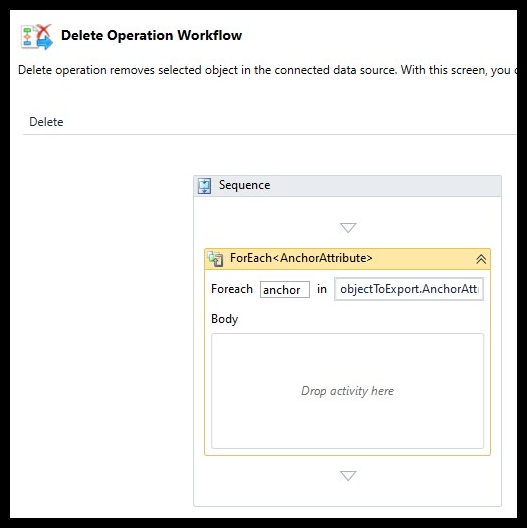 Delete Operation Workflow
Delete operation removes selected object in the connected data source. With this screen, you
Delete
Sequence
ForEach<AnchorAttribute>
Foreach anchor in objectToExport.AnchorAtt
Body
Drop activity here